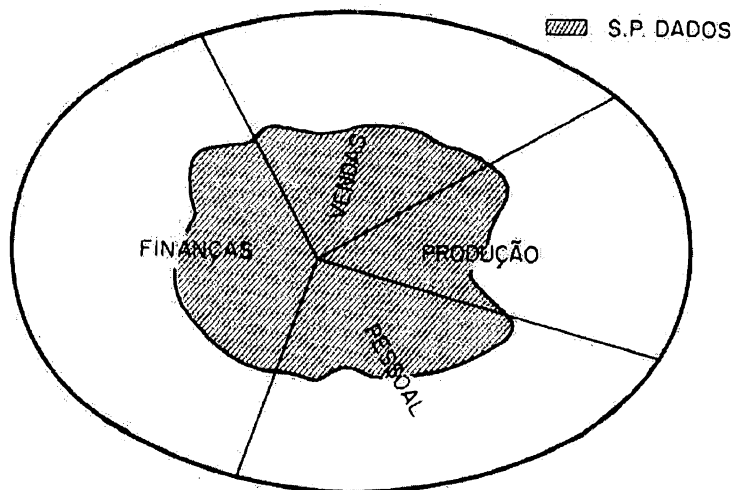 S.P. DADOS
VENDAS
FINANÇAS
PRODUÇÃO
PESSOAL